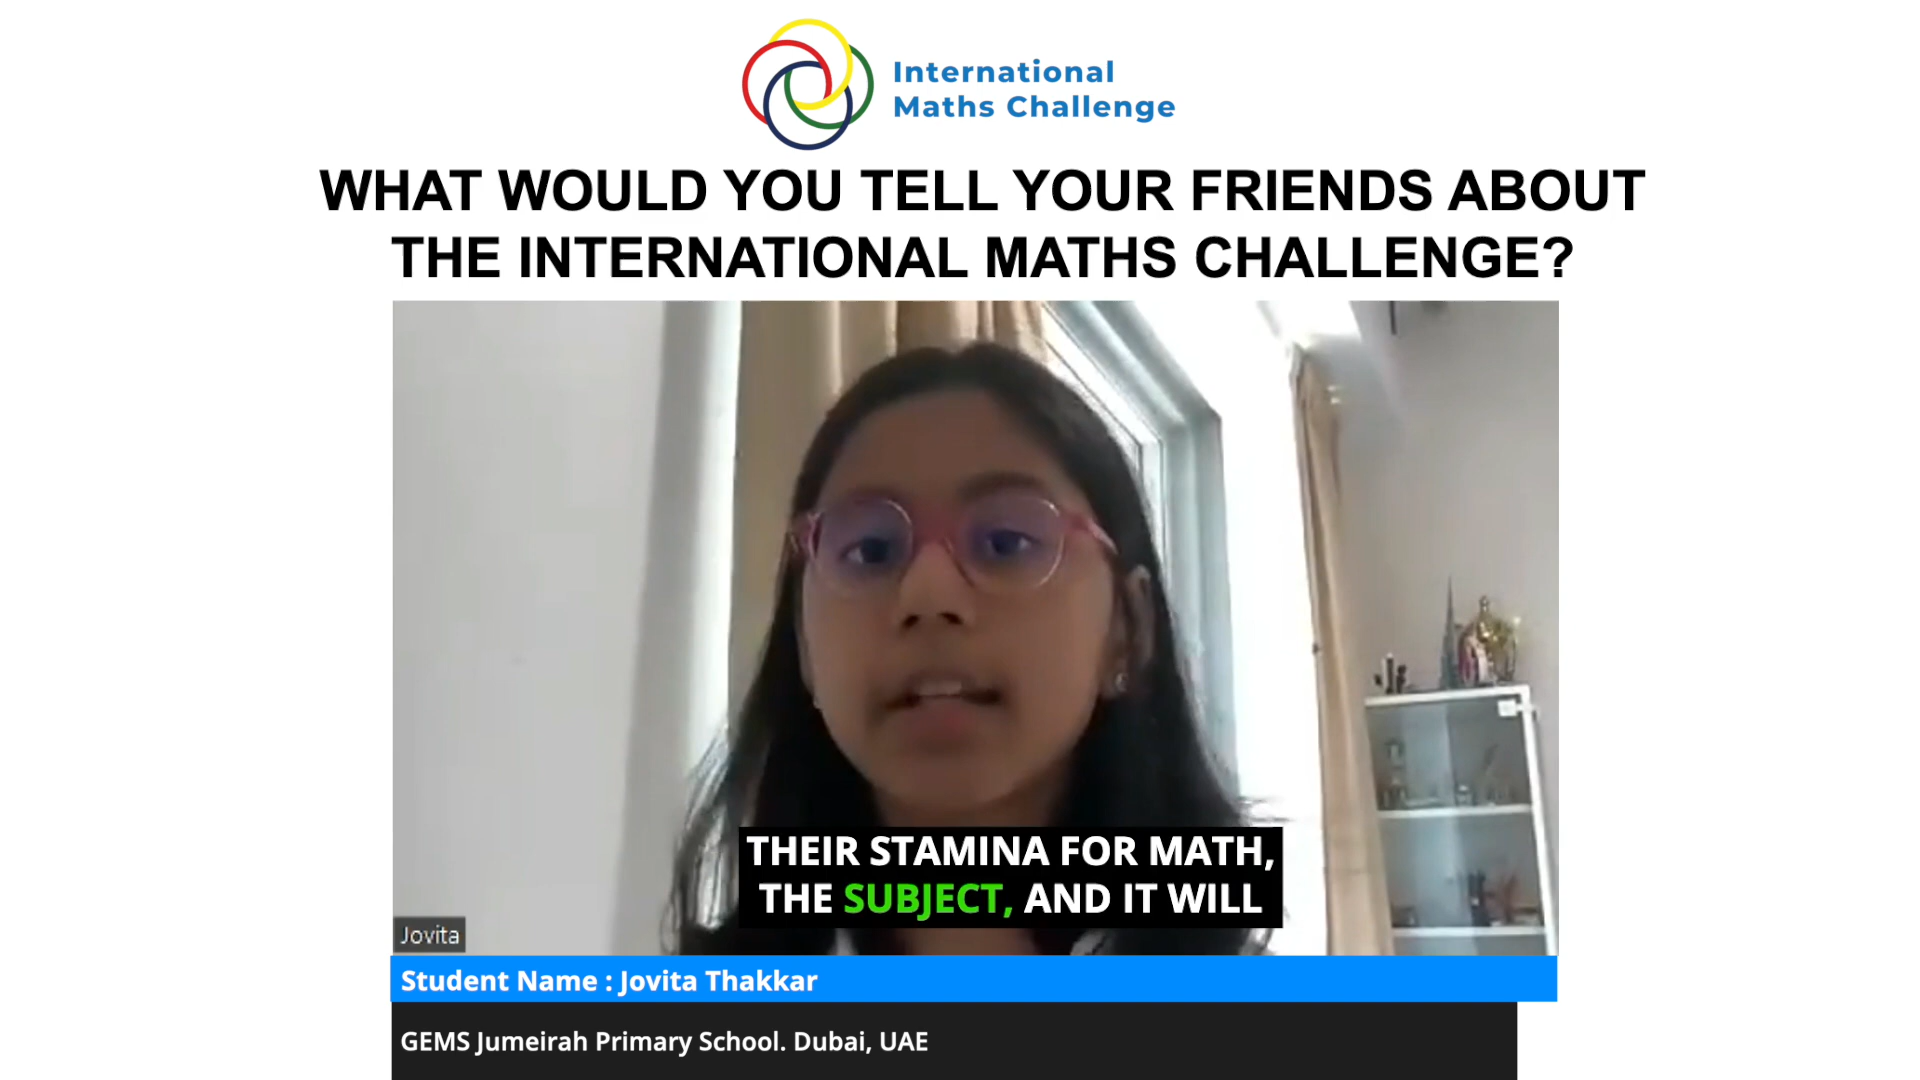 International
Maths Challenge
WHAT WOULD YOU TELL YOUR FRIENDS ABOUT
THE INTERNATIONAL MATHS CHALLENGE?
THEIR STAMINA FOR MATH,
THE SUBJECT, AND IT WILL
Jovita
Student Name : Jovita Thakkar
GEMS Jumeirah Primary School. Dubai, UAE